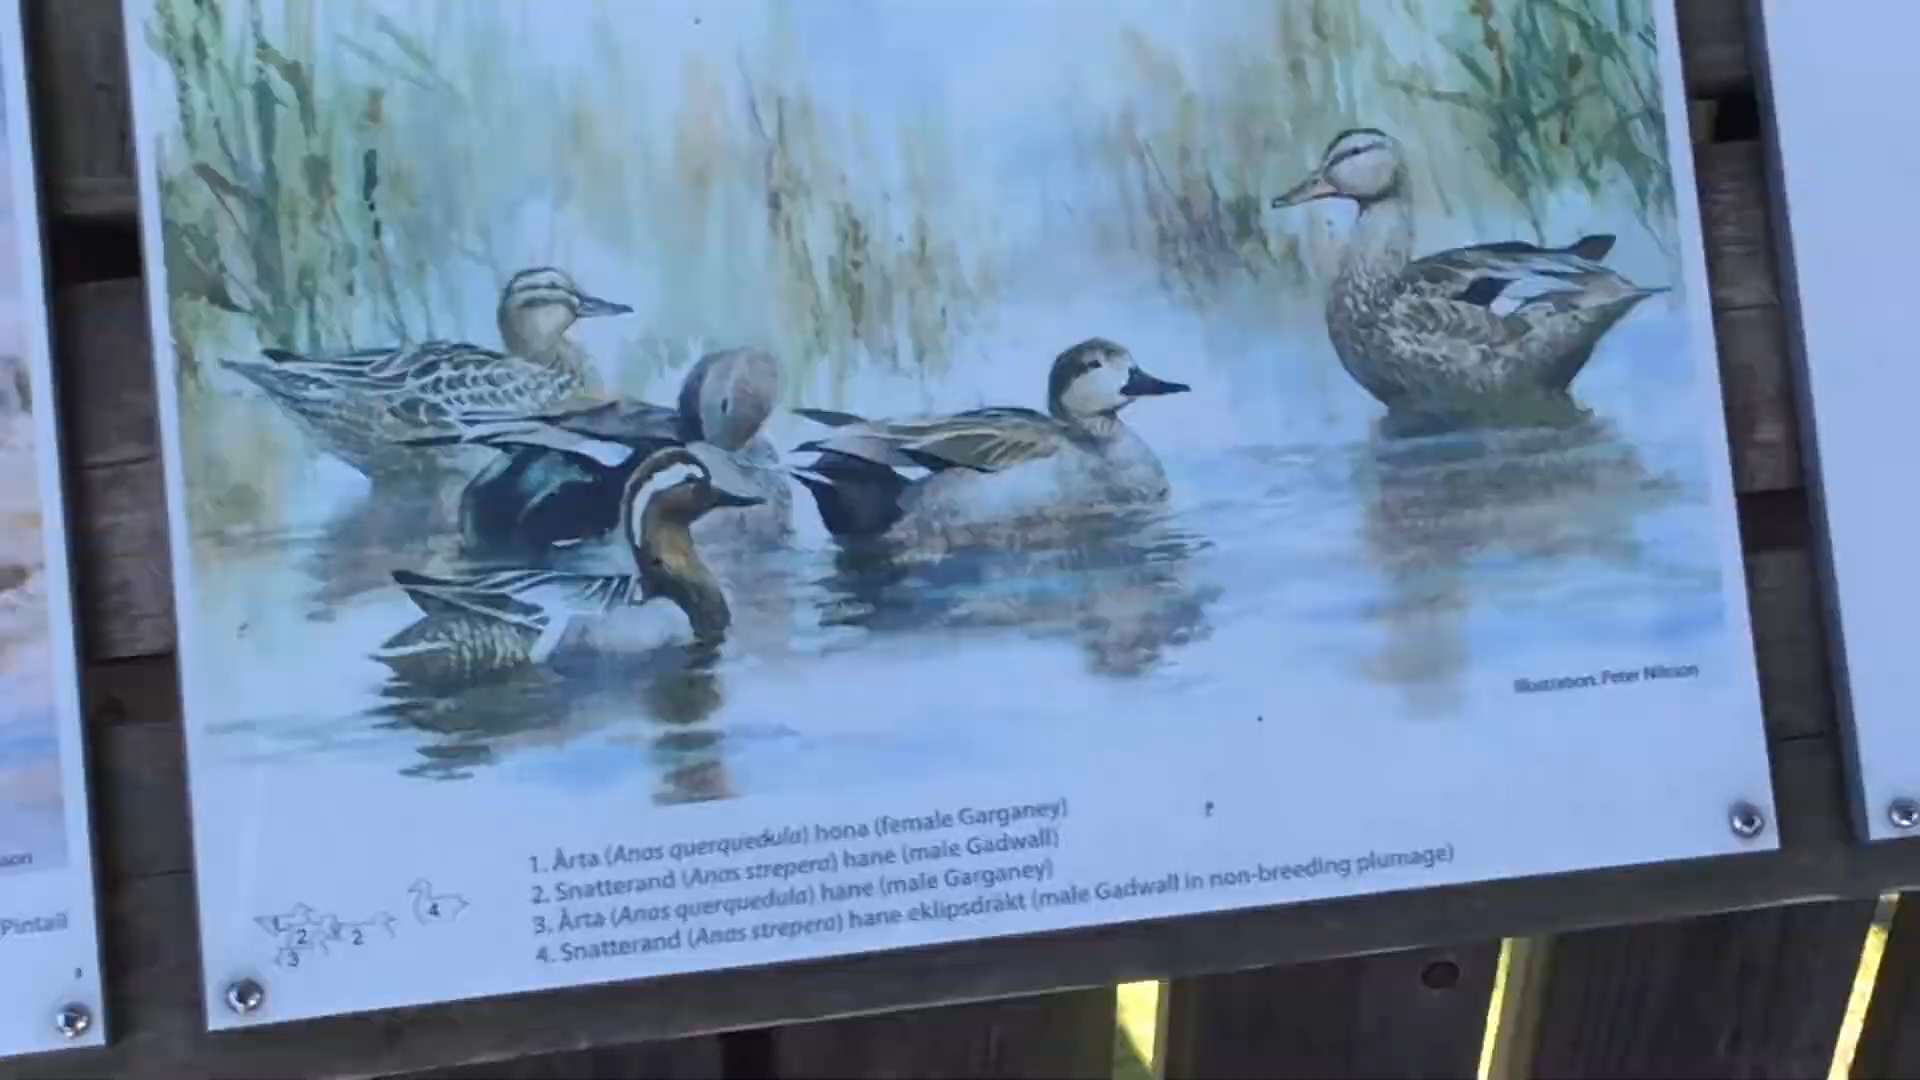 Illustration: Peter Nilsson
1. Årta (Anas querquedula) hona (female Garganey)
2. Snatterand (Anas strepera) hane (male Gadwall)
3. Årta (Anas querquedula) hane (male Garganey)
4. Snatterand (Anas strepera) hane eklipsdräkt (male Gadwall in non-breeding plumage)
1
2
2
3
4
sson
Pintail